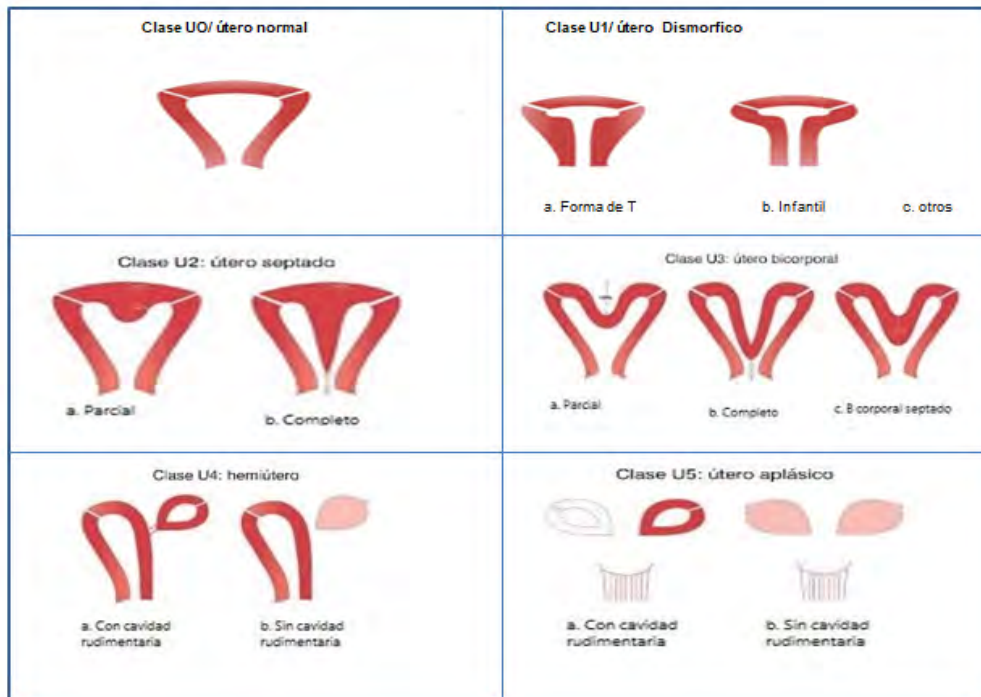 Clase UO/ útero normal
Clase U1/ útero Dismorfico
a. Forma de T
b. Infantil
c. otros
Clase U2: útero septado
a. Parcial
b. Completo
Clase U3: útero bicorporal
a. Parcial
b. Completo
c. B corporal septado
Clase U4: hemiútero
a. Con cavidad
rudimentaria
b. Sin cavidad
rudimentaria
Clase U5: útero aplásico
a. Con cavidad
rudimentaria
b. Sin cavidad
rudimentaria